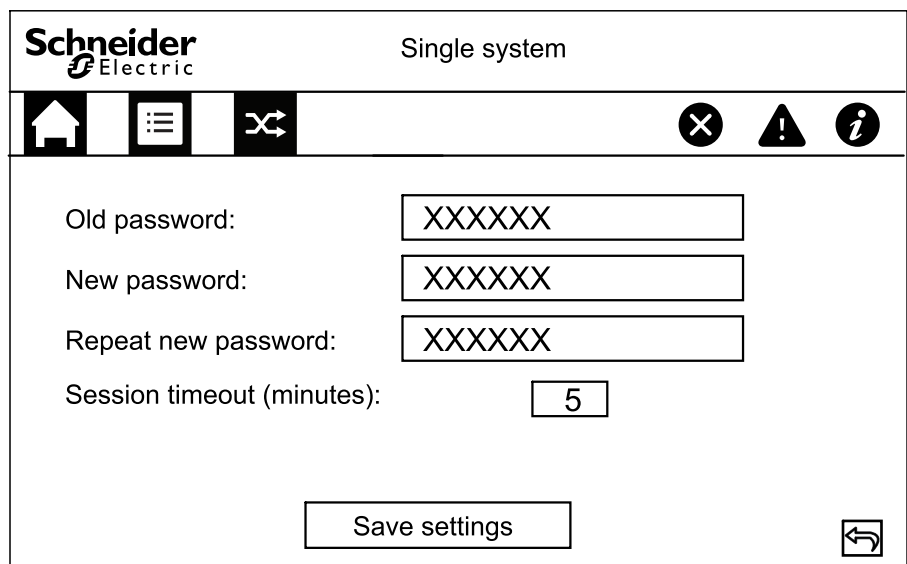 Schneider
Electric
Single system
Old password: XXXXXX
New password: XXXXXX
Repeat new password: XXXXXX
Session timeout (minutes): 5
Save settings